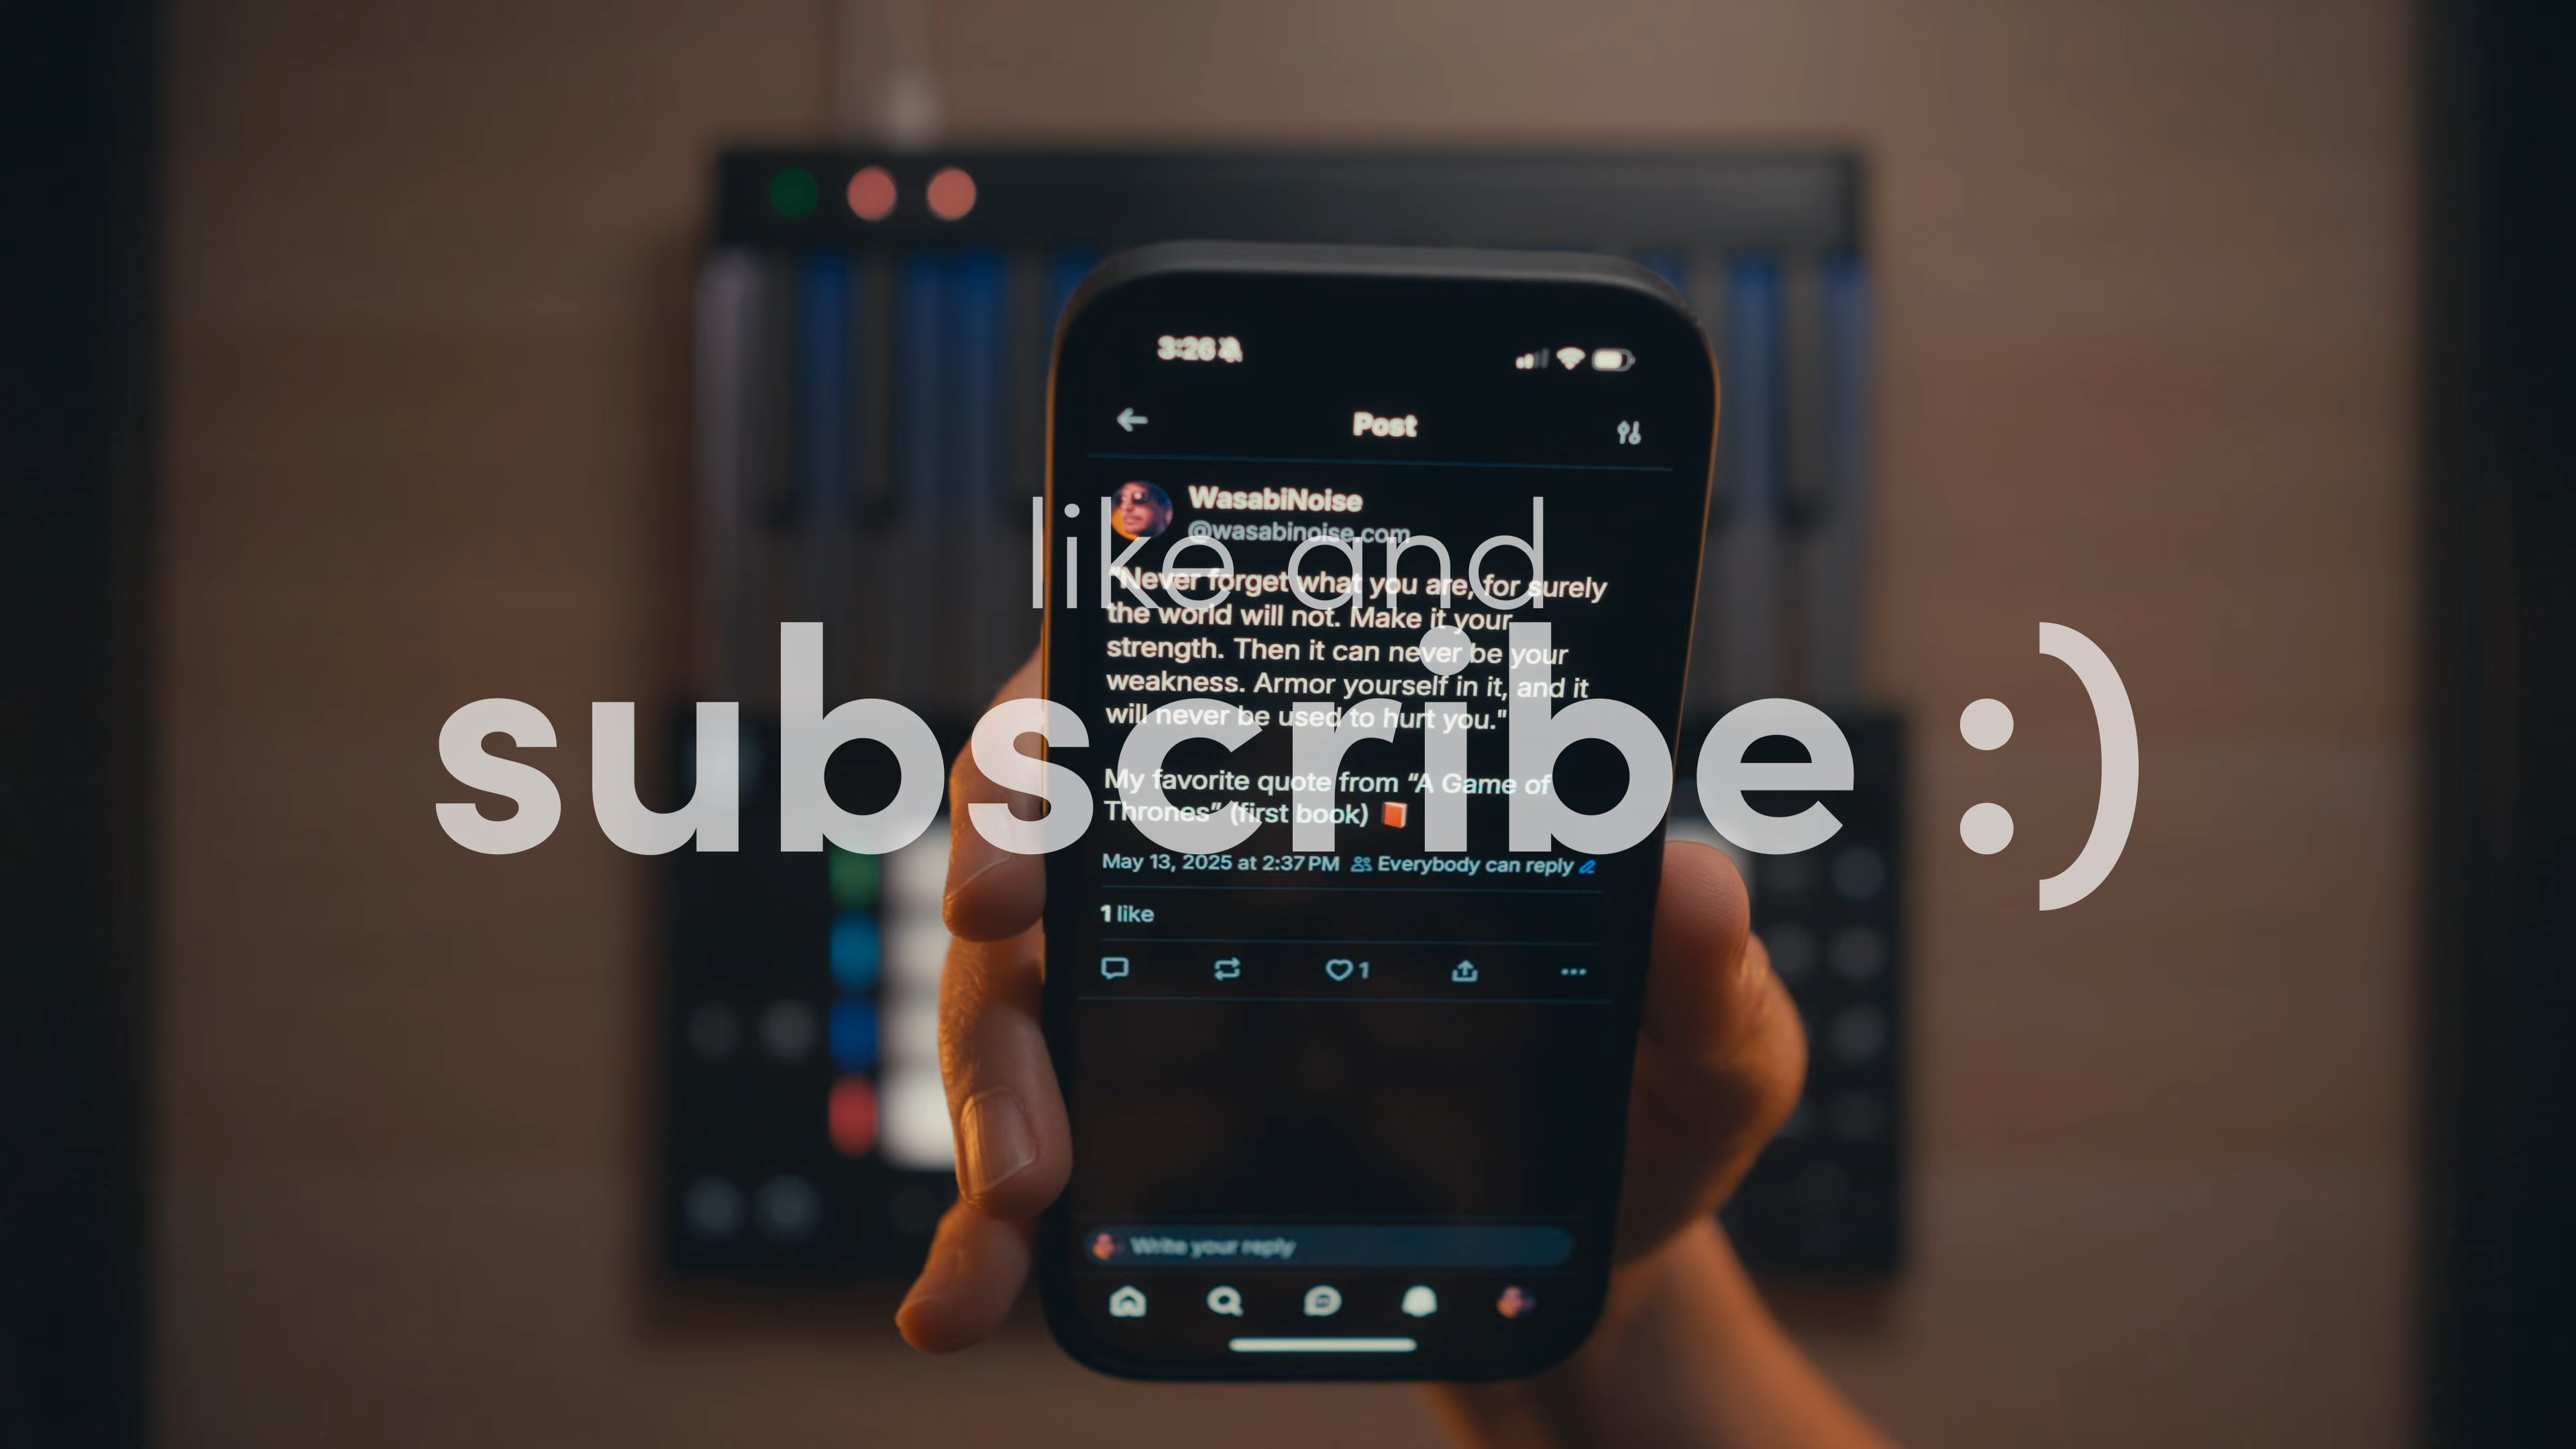 3:26
Post
WasabiNoise
@wasabinoise.com
like and
"Never forget what you are, for surely
the world will not. Make it your
strength. Then it can never be your
weakness. Armor yourself in it, and it
will never be used to hurt you."
subscribe :)
My favorite quote from "A Game of
Thrones" (first book) 📕
May 13, 2025 at 2:37 PM Everybody can reply
1 like
1
Write your reply